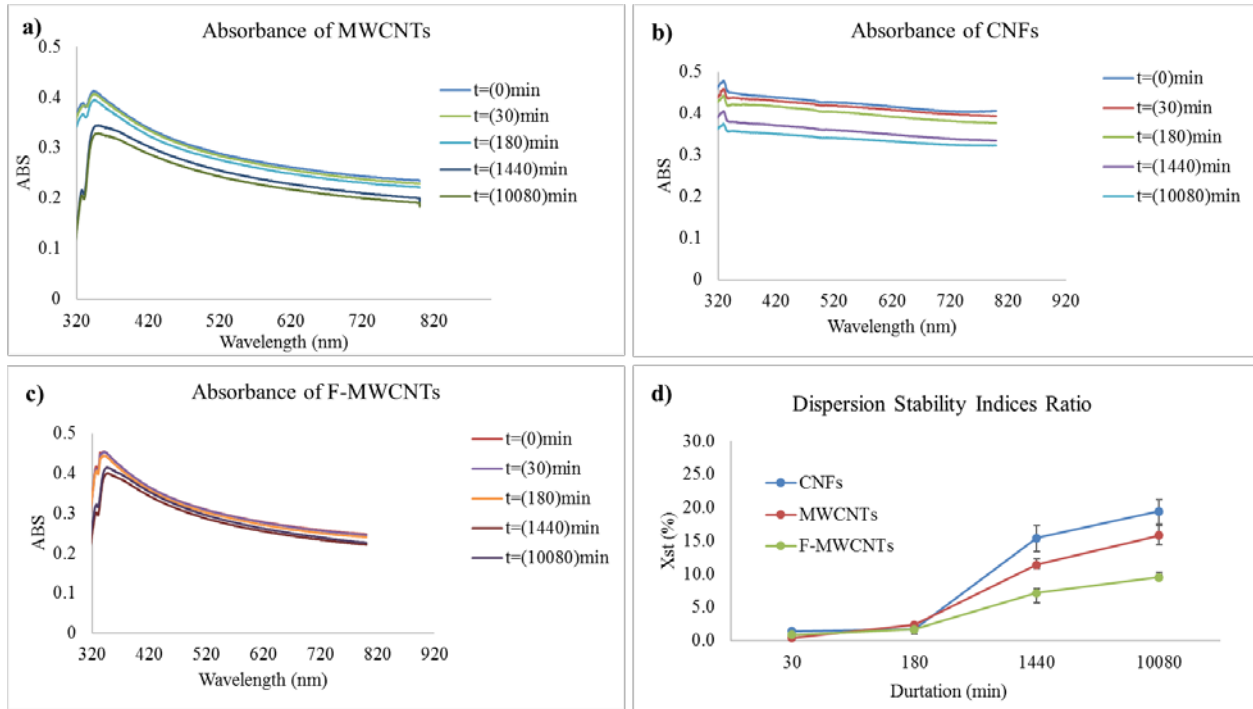 a)
Absorbance of MWCNTs
0.5
0.4
0.3
0.2
0.1
0
ABS
320 420 520 620 720 820
Wavelength (nm)
t=(0)min
t=(30)min
t=(180)min
t=(1440)min
t=(10080)min
b)
Absorbance of CNFs
0.5
0.4
0.3
0.2
0.1
0
ABS
320 420 520 620 720 820 920
Wavelength (nm)
t=(0)min
t=(30)min
t=(180)min
t=(1440)min
t=(10080)min
c)
Absorbance of F-MWCNTs
0.5
0.4
0.3
0.2
0.1
0
ABS
320 420 520 620 720 820 920
Wavelength (nm)
t=(0)min
t=(30)min
t=(180)min
t=(1440)min
t=(10080)min
d)
Dispersion Stability Indices Ratio
30.0
25.0
20.0
15.0
10.0
5.0
0.0
Xst (%)
CNFs
MWCNTs
F-MWCNTs
30 180 1440 10080
Durtation (min)